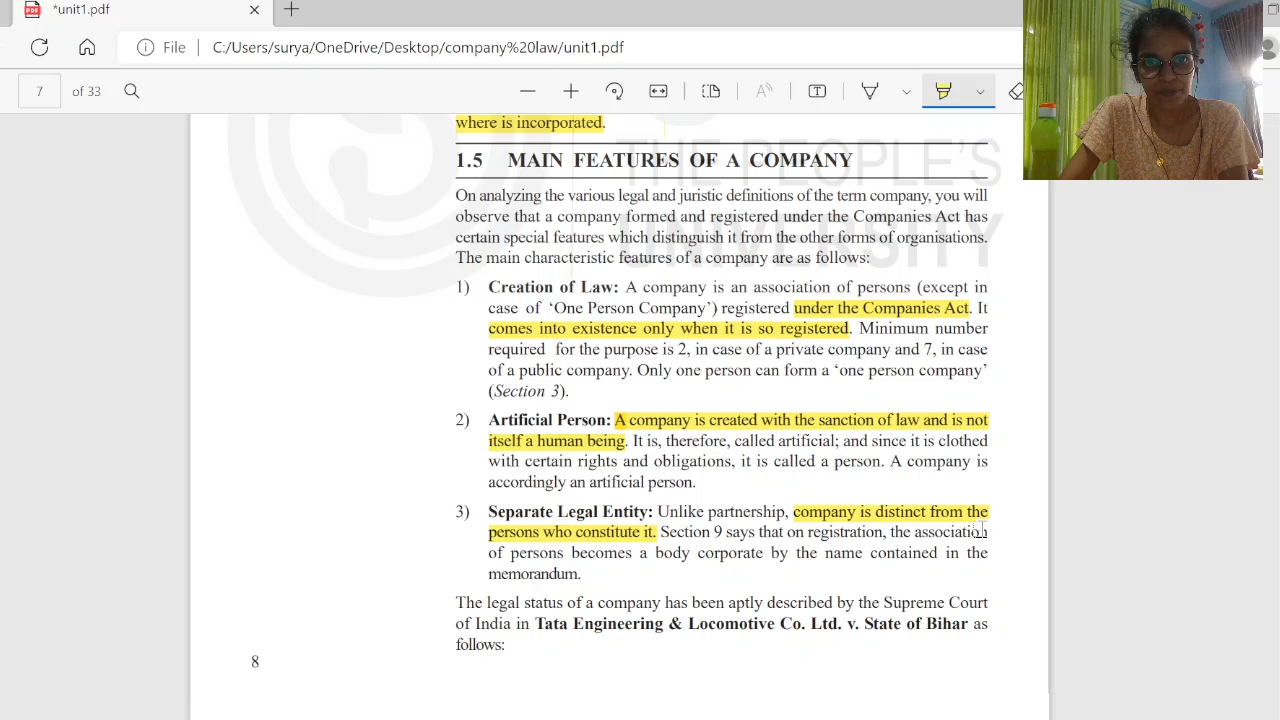 *unit1.pdf
File C:/Users/surya/OneDrive/Desktop/company%20law/unit1.pdf
7 of 33
where is incorporated.
1.5 MAIN FEATURES OF A COMPANY
THE PEOPLE'S
UNIVERSITY
On analyzing the various legal and juristic definitions of the term company, you will
observe that a company formed and registered under the Companies Act has
certain special features which distinguish it from the other forms of organisations.
The main characteristic features of a company are as follows:
1) Creation of Law: A company is an association of persons (except in
case of ‘One Person Company’) registered under the Companies Act. It
comes into existence only when it is so registered. Minimum number
required for the purpose is 2, in case of a private company and 7, in case
of a public company. Only one person can form a ‘one person company’
(Section 3).
2) Artificial Person: A company is created with the sanction of law and is not
itself a human being. It is, therefore, called artificial; and since it is clothed
with certain rights and obligations, it is called a person. A company is
accordingly an artificial person.
3) Separate Legal Entity: Unlike partnership, company is distinct from the
persons who constitute it. Section 9 says that on registration, the association
of persons becomes a body corporate by the name contained in the
memorandum.
The legal status of a company has been aptly described by the Supreme Court
of India in Tata Engineering & Locomotive Co. Ltd. v. State of Bihar as
follows:
8